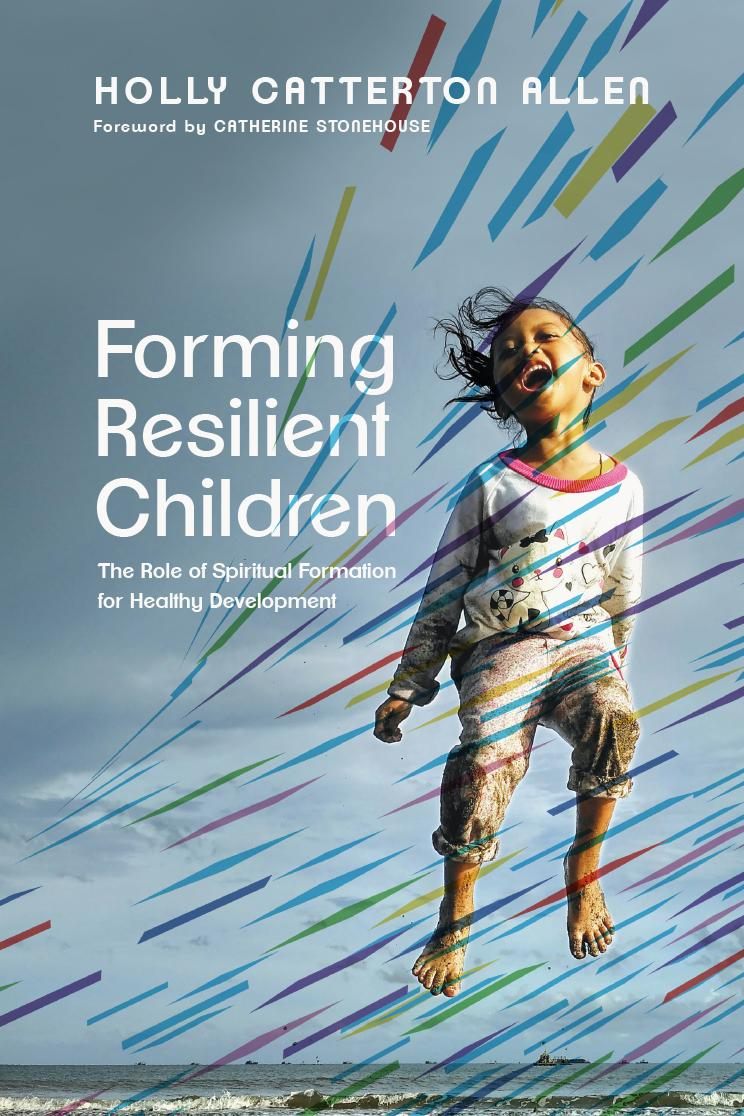 HOLLY CATTERTON ALLEN
Foreword by CATHERINE STONEHOUSE
Forming
Resilient
Children
The Role of Spiritual Formation
for Healthy Development